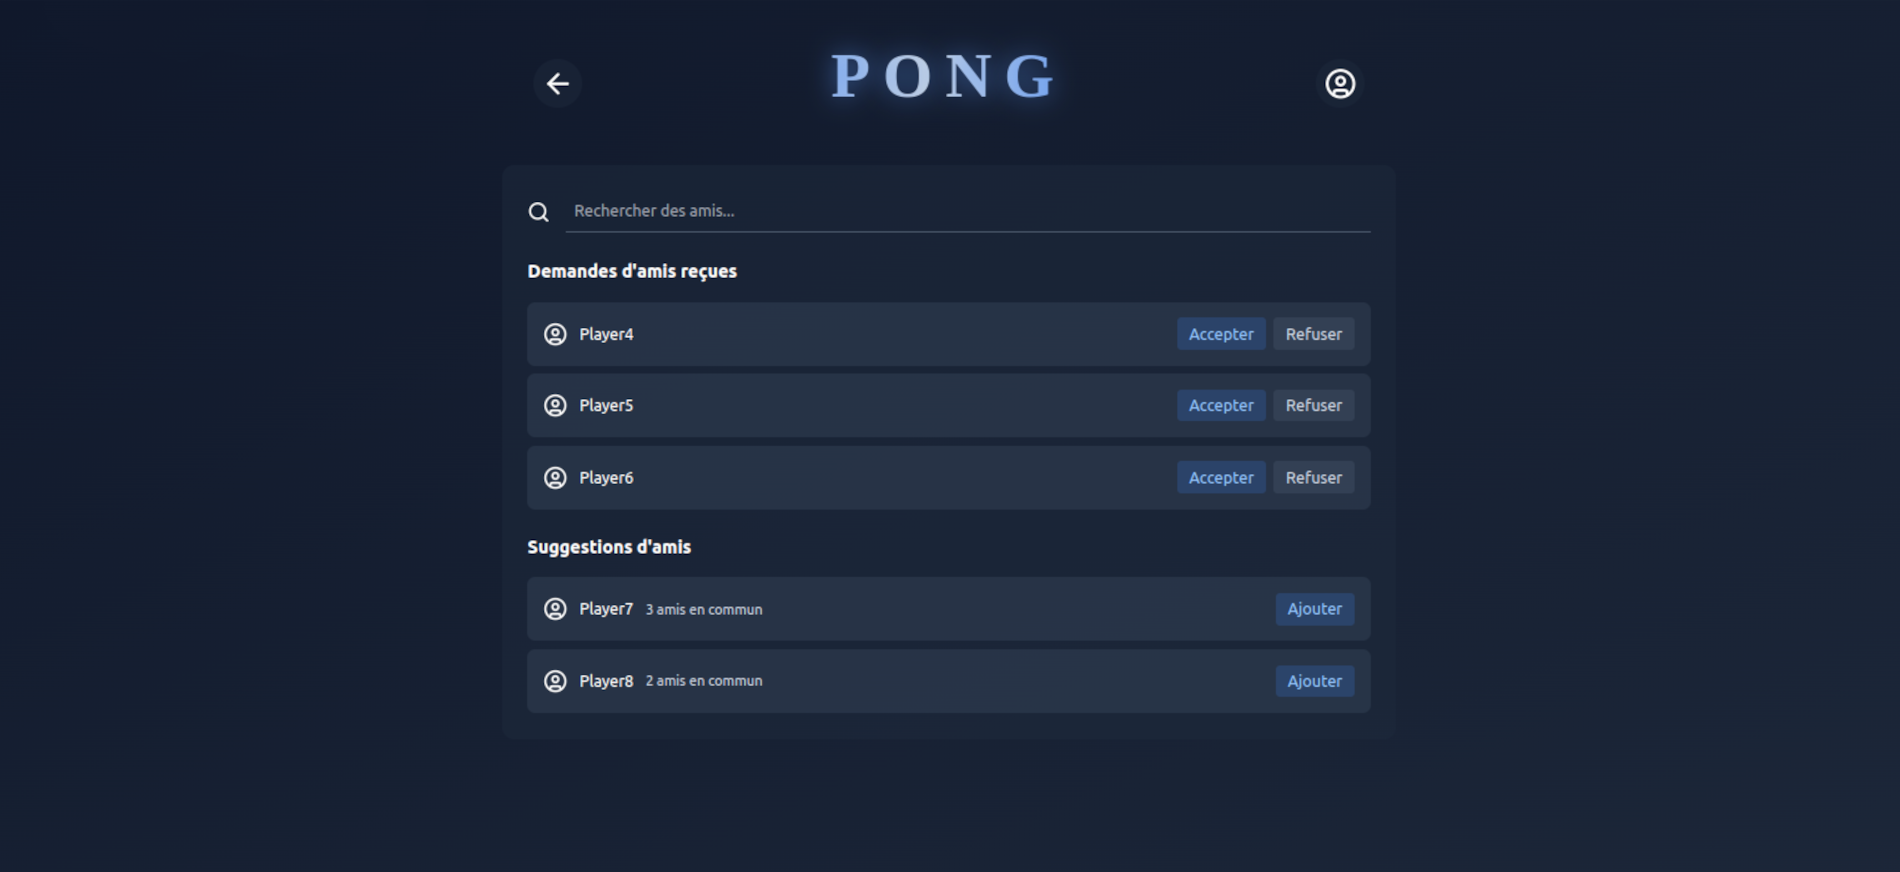 PONG
Rechercher des amis...
Demandes d'amis reçues
Player4 Accepter Refuser
Player5 Accepter Refuser
Player6 Accepter Refuser
Suggestions d'amis
Player7 3 amis en commun Ajouter
Player8 2 amis en commun Ajouter